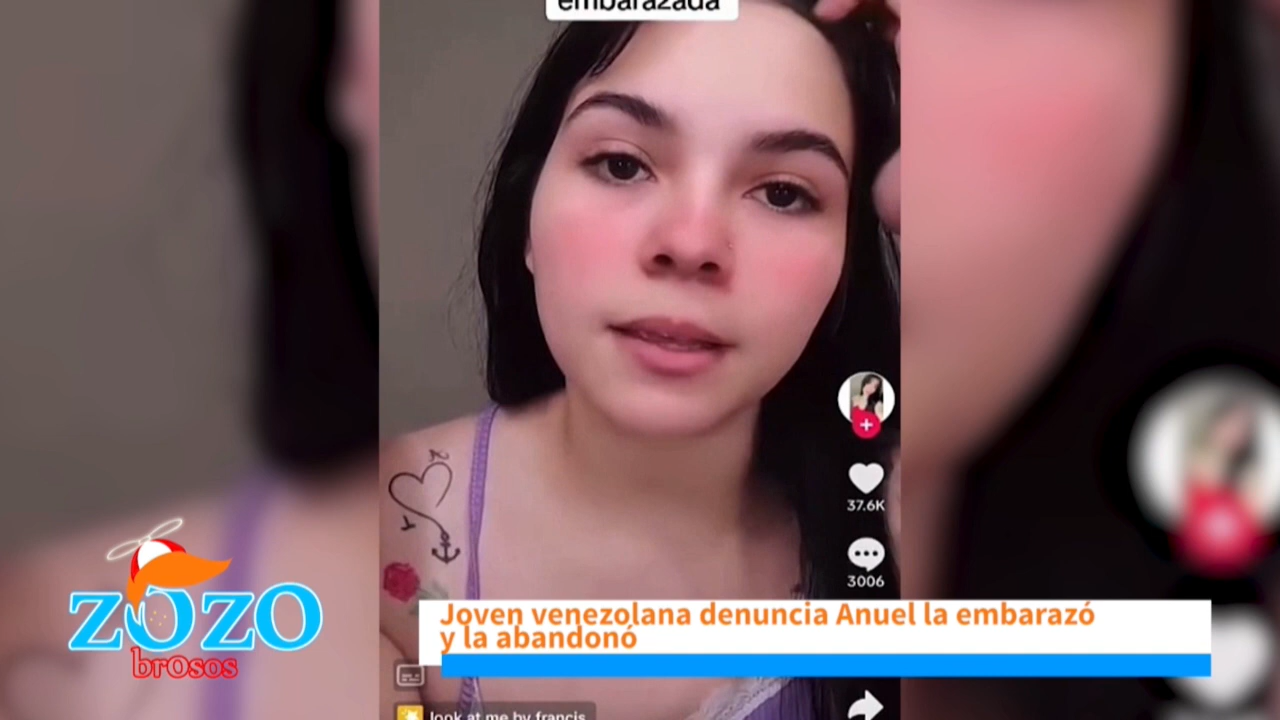 embarazada
37.6K
3006
zozo
brosos
Joven venezolana denuncia Anuel la embarazó
y la abandonó
look at me by francis